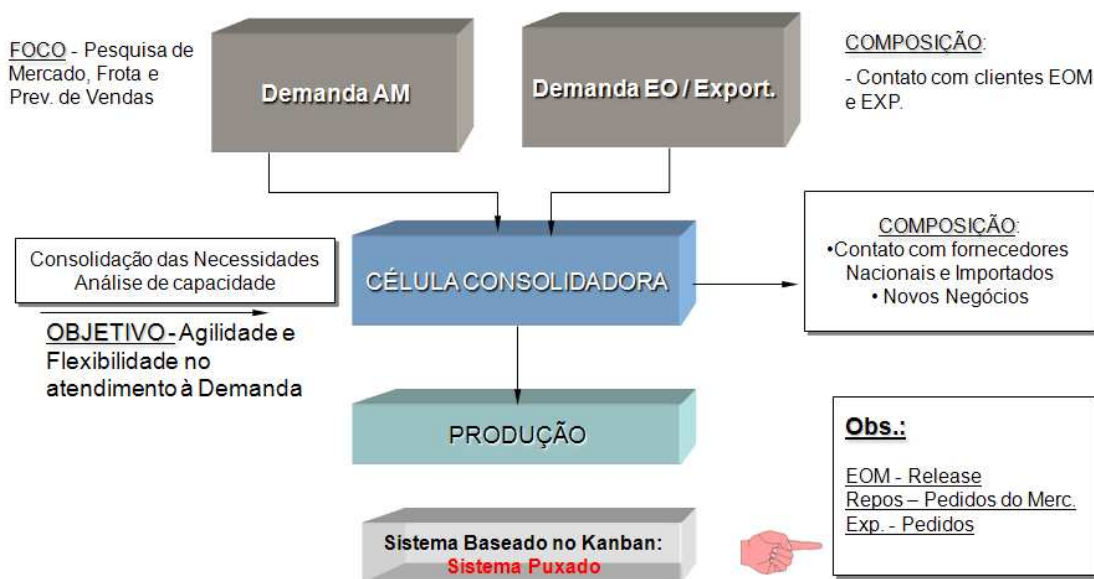 FOCO - Pesquisa de
Mercado, Frota e
Prev. de Vendas
Demanda AM
Demanda EO / Export.
COMPOSIÇÃO:
- Contato com clientes EOM
e EXP.
Consolidação das Necessidades
Análise de capacidade
OBJETIVO - Agilidade e
Flexibilidade no
atendimento à Demanda
CÉLULA CONSOLIDADORA
COMPOSIÇÃO:
•Contato com fornecedores
Nacionais e Importados
• Novos Negócios
PRODUÇÃO
Sistema Baseado no Kanban:
Sistema Puxado
Obs.:
EOM - Release
Repos – Pedidos do Merc.
Exp. - Pedidos